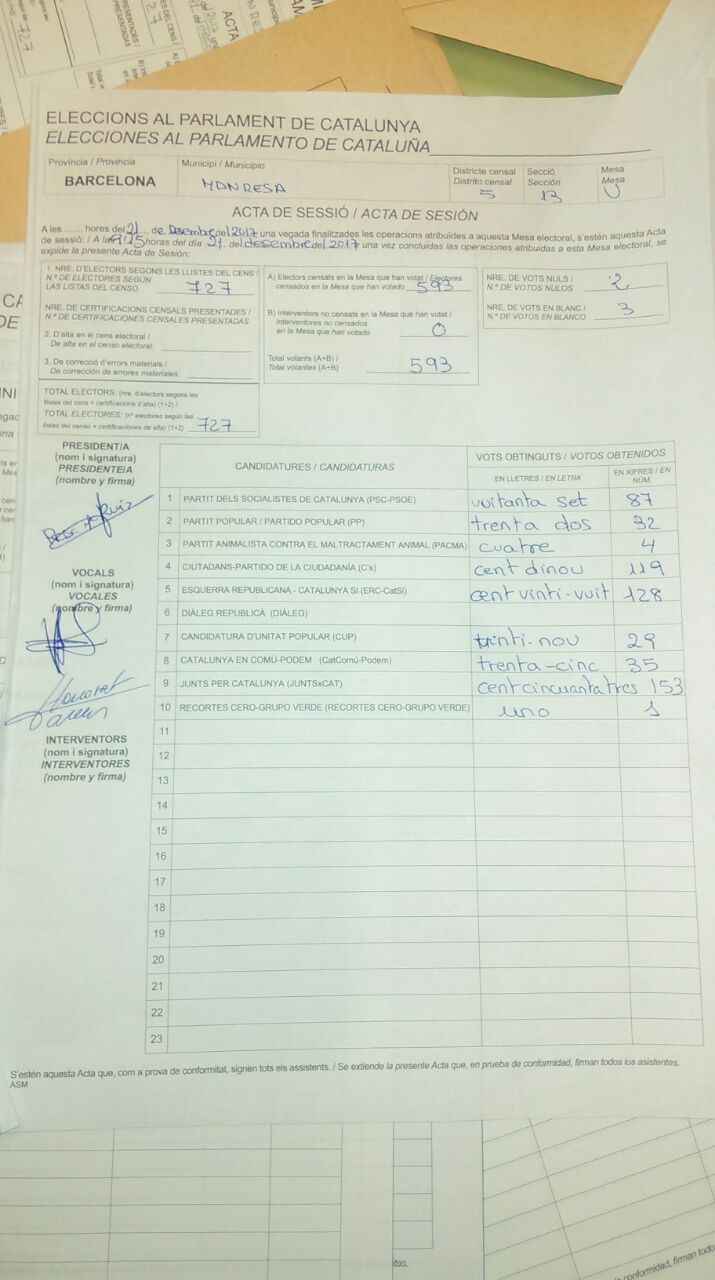 ELECCIONS AL PARLAMENT DE CATALUNYA
ELECCIONES AL PARLAMENTO DE CATALUÑA
Província / Provincia
BARCELONA
Municipi / Municipio
MANRESA
Districte censal
Distrito censal
5
Secció
Sección
13
Mesa
Mesa
U
ACTA DE SESSIÓ / ACTA DE SESIÓN
A les ....... hores del 21 ... de Desembre del 2017 una vegada finalitzades les operacions atribuïdes a aquesta Mesa electoral, s'estén aquesta Acta
de sessió: / A las 21:15 horas del día 21 del desembre de 2017 una vez concluidas las operaciones atribuidas a esta Mesa electoral, se
expide la presente Acta de Sesión:
1. NRE. D'ELECTORS SEGONS LES LLISTES DEL CENS /
N.º DE ELECTORES SEGÚN
LAS LISTAS DEL CENSO 727
NRE. DE CERTIFICACIONS CENSALS PRESENTADES /
N.º DE CERTIFICACIONES CENSALES PRESENTADAS
2. D'alta en el cens electoral /
De alta en el censo electoral:
3. De correcció d'errors materials /
De corrección de errores materiales:
TOTAL ELECTORS: (nre. d'electors segons les
llistes del cens + certificacions d'alta) (1+2) /
TOTAL ELECTORES: (nº electores según las
listas del censo + certificaciones de alta) (1+2) 727
A) Electors censats en la Mesa que han votat / Electores
censados en la Mesa que han votado 593
B) Interventors no censats en la Mesa que han votat /
Interventores no censados
en la Mesa que han votado 0
Total votants (A+B) /
Total votantes (A+B) 593
NRE. DE VOTS NULS /
N.º DE VOTOS NULOS 2
NRE. DE VOTS EN BLANC /
N.º DE VOTOS EN BLANCO 3
PRESIDENT/A
(nom i signatura)
PRESIDENTE/A
(nombre y firma)
VOCALS
(nom i signatura)
VOCALES
(nombre y firma)
INTERVENTORS
(nom i signatura)
INTERVENTORES
(nombre y firma)
CANDIDATURES / CANDIDATURAS
VOTS OBTINGUTS / VOTOS OBTENIDOS
EN LLETRES / EN LETRA
EN XIFRES / EN NÚM.
1 PARTIT DELS SOCIALISTES DE CATALUNYA (PSC-PSOE) vuitanta set 87
2 PARTIT POPULAR / PARTIDO POPULAR (PP) trenta dos 32
3 PARTIT ANIMALISTA CONTRA EL MALTRACTAMENT ANIMAL (PACMA) cuatre 4
4 CIUTADANS-PARTIDO DE LA CIUDADANÍA (C's) cent dinou 119
5 ESQUERRA REPUBLICANA - CATALUNYA SI (ERC-CatSí) cent vinti-vuit 128
6 DIÀLEG REPUBLICÀ (DIÀLEG)
7 CANDIDATURA D'UNITAT POPULAR (CUP) vinti-nou 29
8 CATALUNYA EN COMÚ-PODEM (CatComú-Podem) trenta-cinc 35
9 JUNTS PER CATALUNYA (JUNTSxCAT) cent cincuanta tres 153
10 RECORTES CERO-GRUPO VERDE (RECORTES CERO-GRUPO VERDE) uno 1
11
12
13
14
15
16
17
18
19
20
21
22
23
S'estén aquesta Acta que, com a prova de conformitat, signen tots els assistents. / Se extiende la presente Acta que, en prueba de conformidad, firman todos los asistentes.
ASM